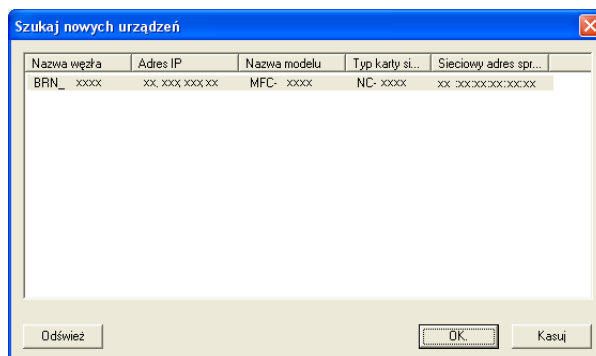 Szukaj nowych urządzeń
Nazwa węzła Adres IP Nazwa modelu Typ karty si... Sieciowy adres spr...
BRN_ xxxx xx, xxx, xxx, xx MFC- xxxx NC- xxxx xx :xx:xx:xx:xx:xx
Odśwież OK. Kasuj